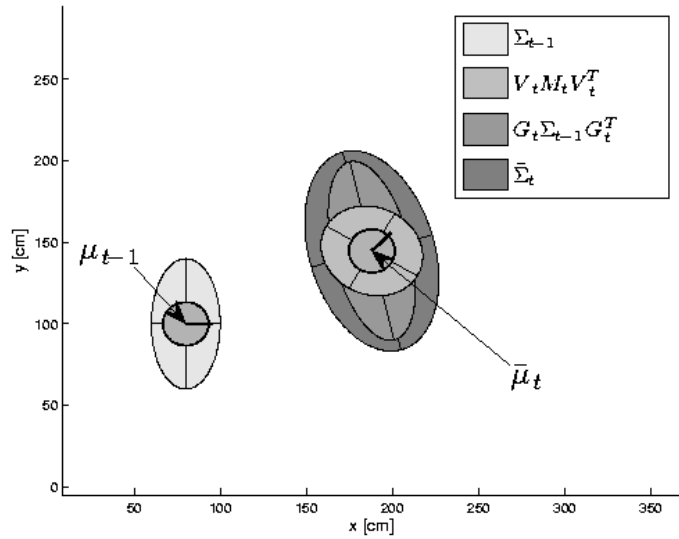 Σ_{t-1}
V_t M_t V_t^T
G_t Σ_{t-1} G_t^T
Σ̄_t
250
200
150
100
50
0
y [cm]
μ_{t-1}
μ̄_t
50
100
150
200
250
300
350
x [cm]